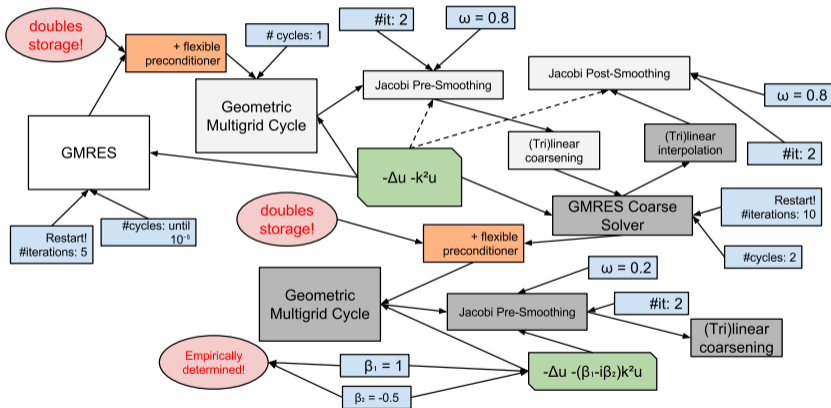 doubles
storage!
+ flexible
preconditioner
# cycles: 1
#it: 2
ω = 0.8
Geometric
Multigrid Cycle
Jacobi Pre-Smoothing
Jacobi Post-Smoothing
ω = 0.8
GMRES
(Tri)linear
coarsening
(Tri)linear
interpolation
#it: 2
-Δu -k²u
Restart!
#iterations: 5
#cycles: until
10⁻⁵
doubles
storage!
+ flexible
preconditioner
GMRES Coarse
Solver
Restart!
#iterations: 10
#cycles: 2
Geometric
Multigrid Cycle
ω = 0.2
Jacobi Pre-Smoothing
#it: 2
(Tri)linear
coarsening
Empirically
determined!
β₁ = 1
β₂ = -0.5
-Δu -(β₁-iβ₂)k²u